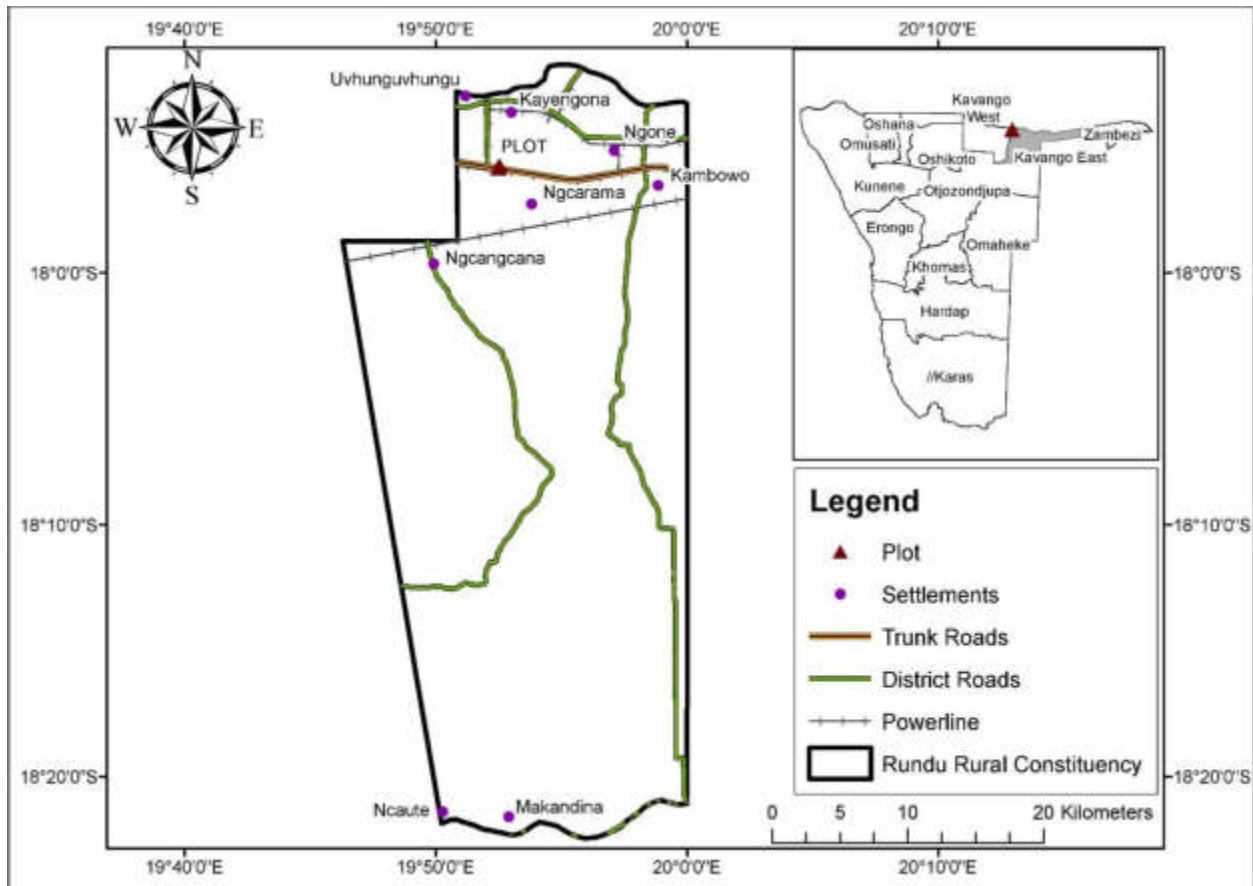 19°40'0"E 19°50'0"E 20°0'0"E 20°10'0"E
N
W E
S
Uvhunguvhungu
Kayengona
Ngone
PLOT
Kambowo
Ngcarama
Ngcangcana
Ncaute
Makandina
18°0'0"S
18°10'0"S
18°20'0"S
18°0'0"S
18°10'0"S
18°20'0"S
Kavango
West
Oshana
Zambezi
Omusati
Oshikoto
Kavango East
Kunene
Otjozondjupa
Erongo
Omaheke
Khomas
Hardap
//Karas
Legend
Plot
Settlements
Trunk Roads
District Roads
Powerline
Rundu Rural Constituency
0 5 10 20 Kilometers
19°40'0"E 19°50'0"E 20°0'0"E 20°10'0"E